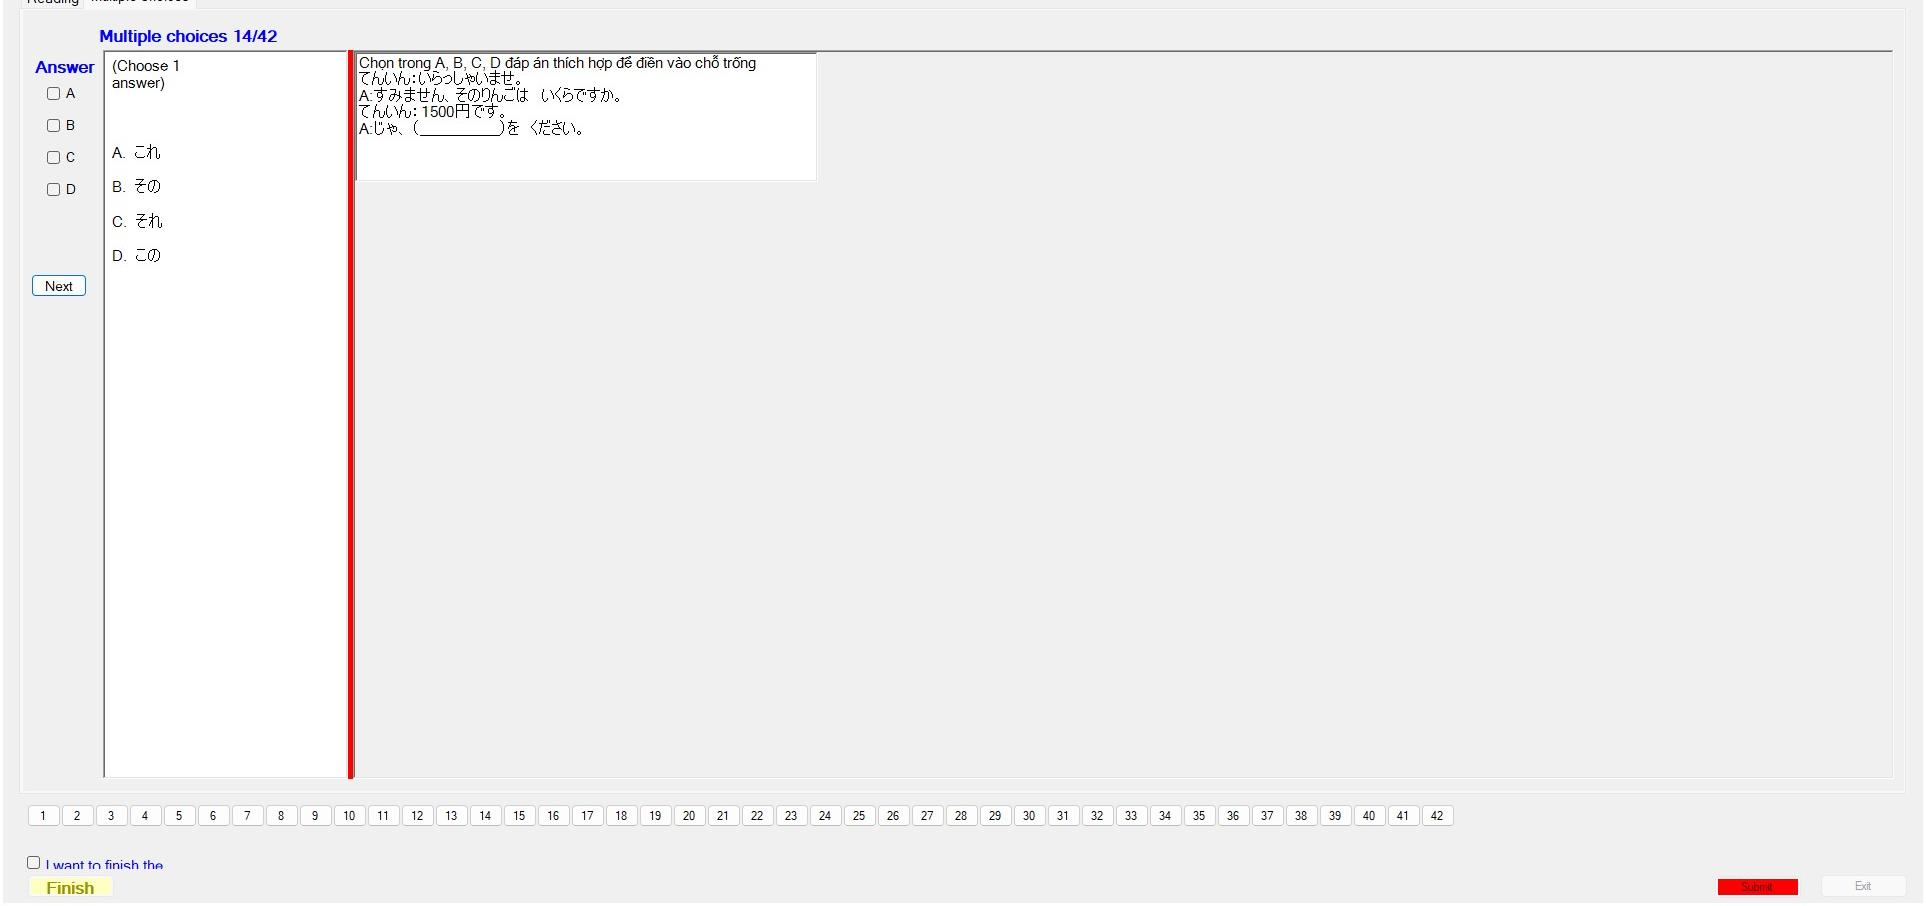 Multiple choices 14/42
Answer
A
B
C
D
Next
(Choose 1
answer)
A. これ
B. その
C. それ
D. この
Chọn trong A, B, C, D đáp án thích hợp để điền vào chỗ trống
てんいん:いらっしゃいませ。
A:すみません、そのりんごは　いくらですか。
てんいん: 1500円です。
A:じゃ、(__________)を　ください。
1 2 3 4 5 6 7 8 9 10 11 12 13 14 15 16 17 18 19 20 21 22 23 24 25 26 27 28 29 30 31 32 33 34 35 36 37 38 39 40 41 42
I want to finish the
Finish
Submit
Exit